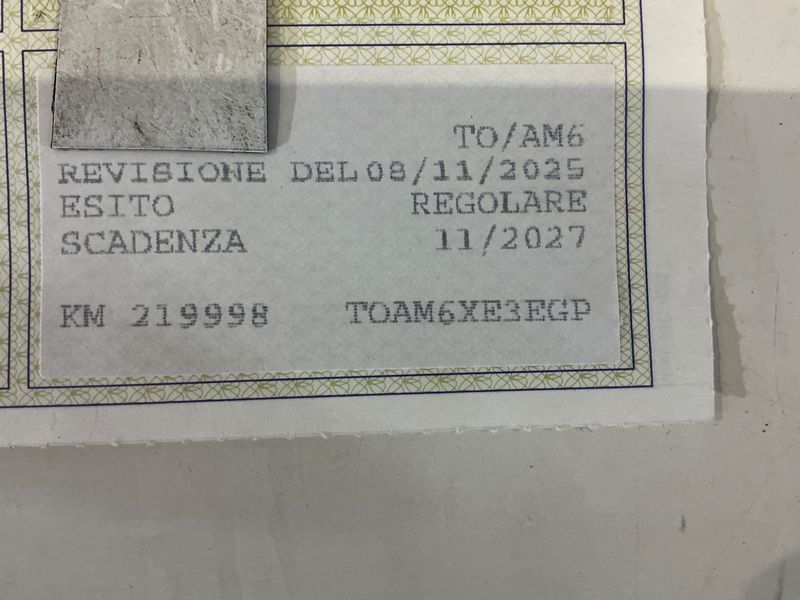 TO/AM6
REVISIONE DEL 08/11/2025
ESITO REGOLARE
SCADENZA 11/2027
KM 219998 TOAM6XE3EGP